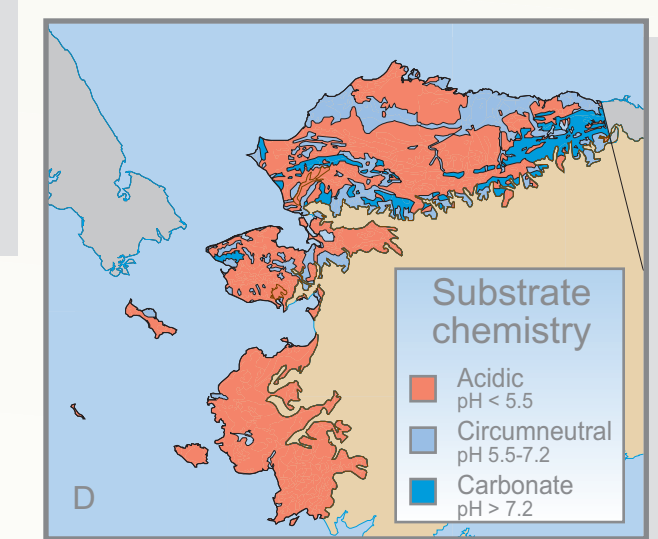 Substrate
chemistry
Acidic
pH < 5.5
Circumneutral
pH 5.5-7.2
Carbonate
pH > 7.2
D